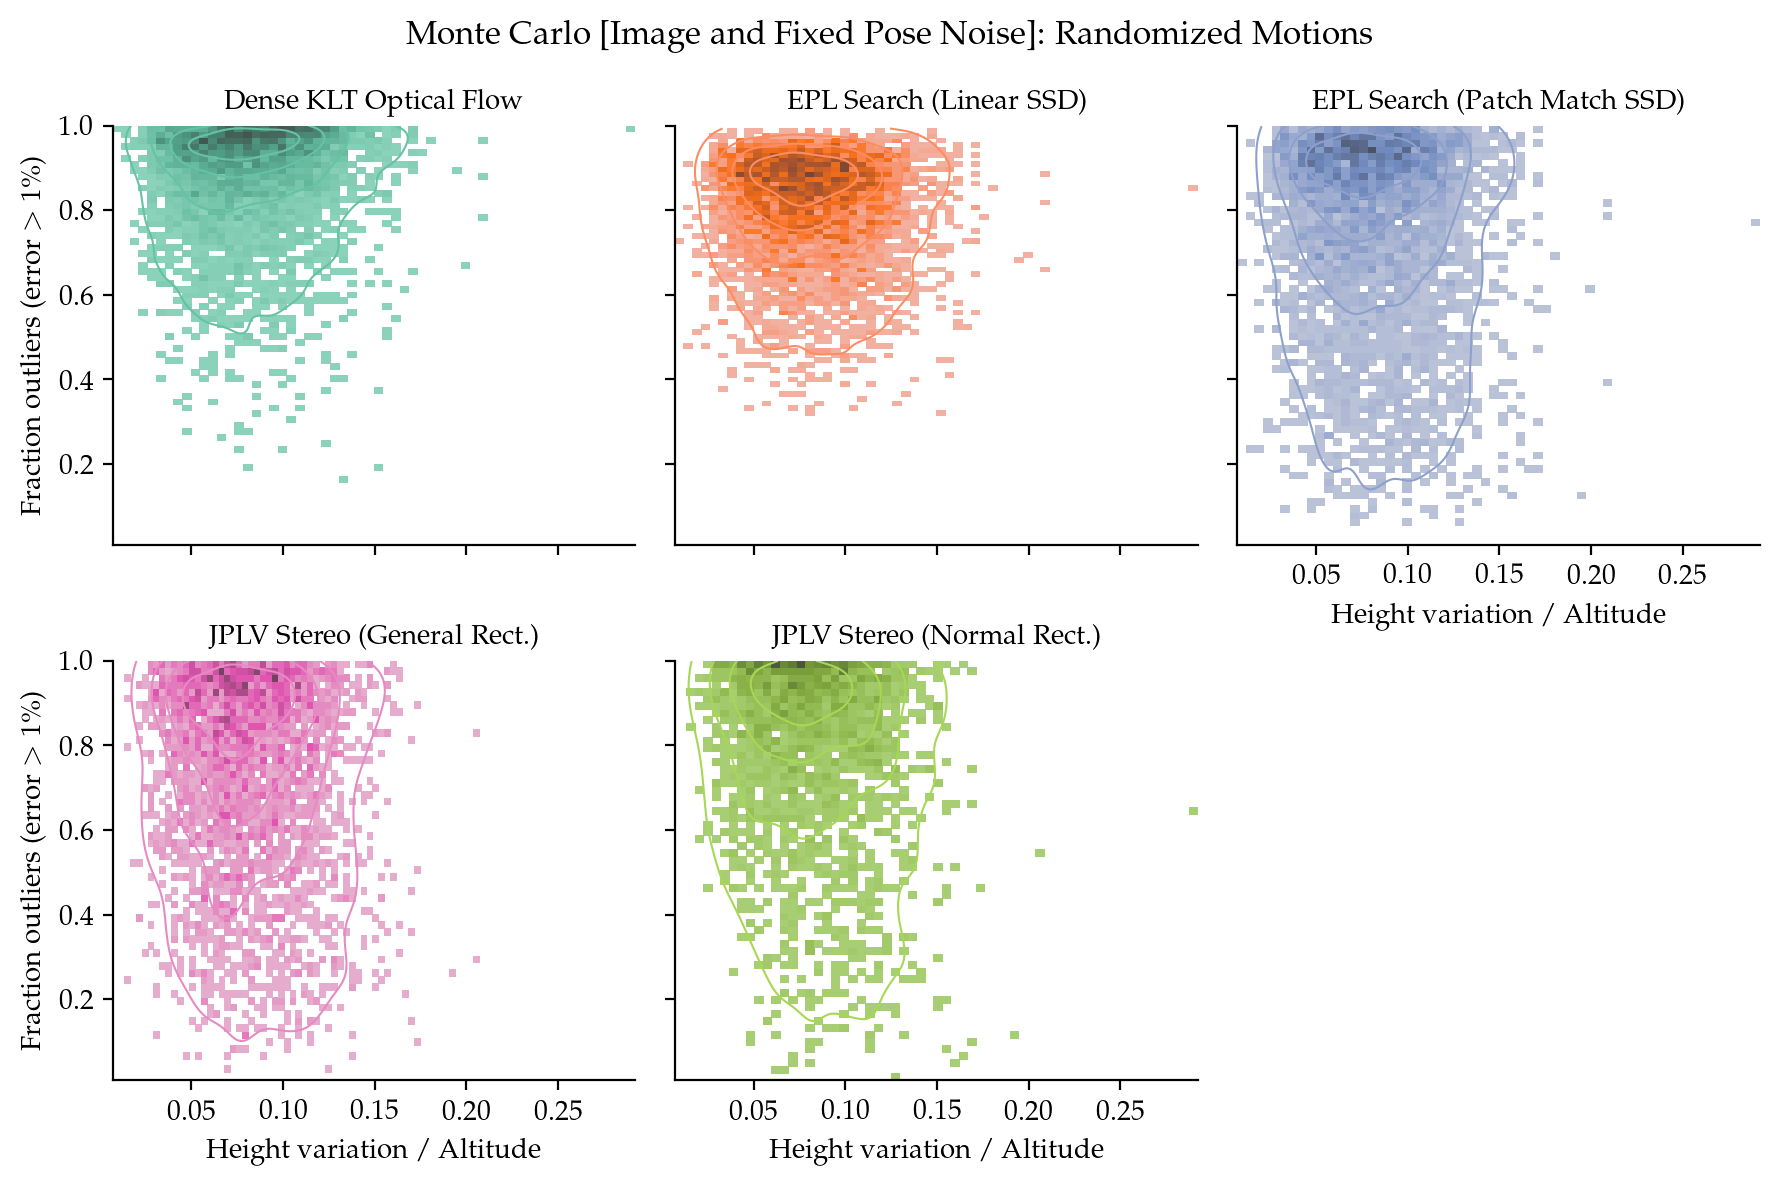 Monte Carlo [Image and Fixed Pose Noise]: Randomized Motions
Dense KLT Optical Flow
EPL Search (Linear SSD)
EPL Search (Patch Match SSD)
Fraction outliers (error > 1%)
1.0
0.8
0.6
0.4
0.2
0.05 0.10 0.15 0.20 0.25
Height variation / Altitude
JPLV Stereo (General Rect.)
JPLV Stereo (Normal Rect.)
Fraction outliers (error > 1%)
1.0
0.8
0.6
0.4
0.2
0.05 0.10 0.15 0.20 0.25
Height variation / Altitude
0.05 0.10 0.15 0.20 0.25
Height variation / Altitude